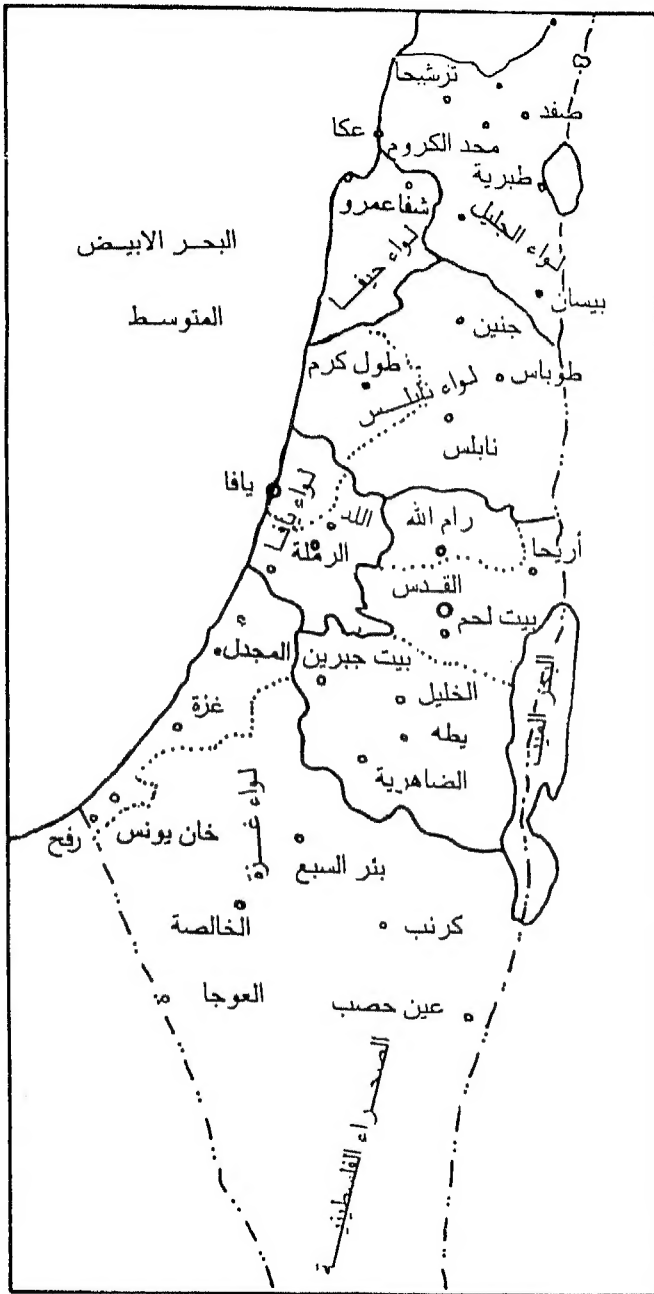 ترشيحا
صفد
عكا
مجد الكروم
طبرية
شفاعمرو
لواء الجليل
البحر الابيض
المتوسط
لواء حيفا
بيسان
جنين
طول كرم
طوباس
لواء نابلس
نابلس
يافا
لواء يافا
اللد
رام الله
الرملة
أريحا
القدس
بيت لحم
المجدل
بيت جبرين
البحر الميت
الخليل
غزة
يطه
الضاهرية
لواء غزة
خان يونس
رفح
بئر السبع
الخالصة
كرنب
العوجا
عين حصب
الصحراء الفلسطينية